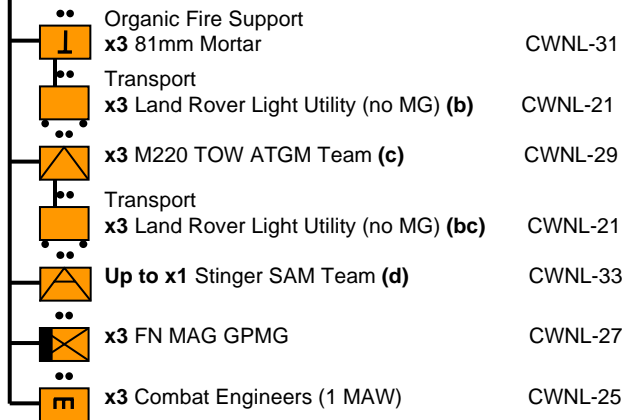 Organic Fire Support
x3 81mm Mortar CWNL-31
Transport
x3 Land Rover Light Utility (no MG) (b) CWNL-21
x3 M220 TOW ATGM Team (c) CWNL-29
Transport
x3 Land Rover Light Utility (no MG) (bc) CWNL-21
Up to x1 Stinger SAM Team (d) CWNL-33
x3 FN MAG GPMG CWNL-27
x3 Combat Engineers (1 MAW) CWNL-25